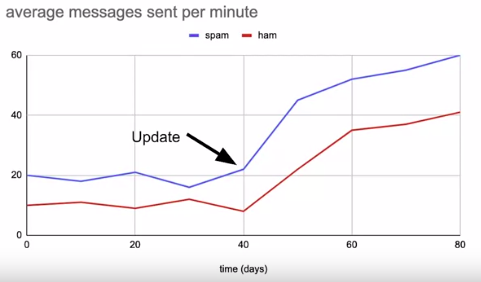 average messages sent per minute
spam ham
60
40
Update
20
0
0 20 40 60 80
time (days)